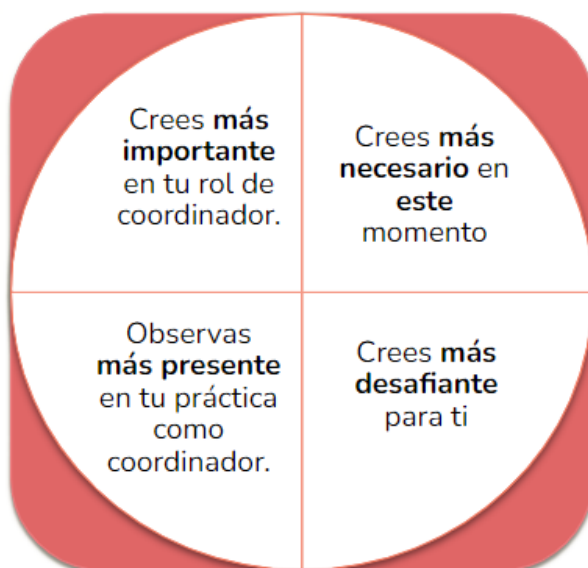 Crees más
importante
en tu rol de
coordinador.
Crees más
necesario en
este
momento
Observas
más presente
en tu práctica
como
coordinador.
Crees más
desafiante
para ti